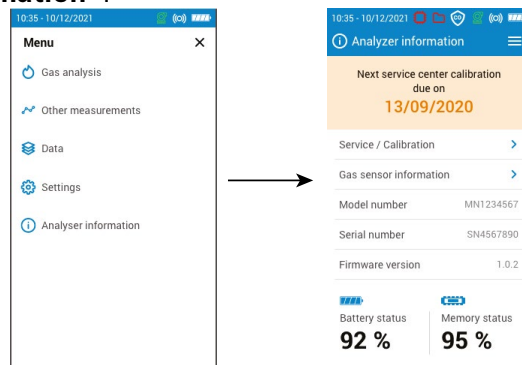 mation
10:35 - 10/12/2021
Menu
Gas analysis
Other measurements
Data
Settings
Analyser information
10:35 - 10/12/2021
Analyzer information
Next service center calibration
due on
13/09/2020
Service / Calibration
Gas sensor information
Model number MN1234567
Serial number SN4567890
Firmware version 1.0.2
Battery status Memory status
92 % 95 %